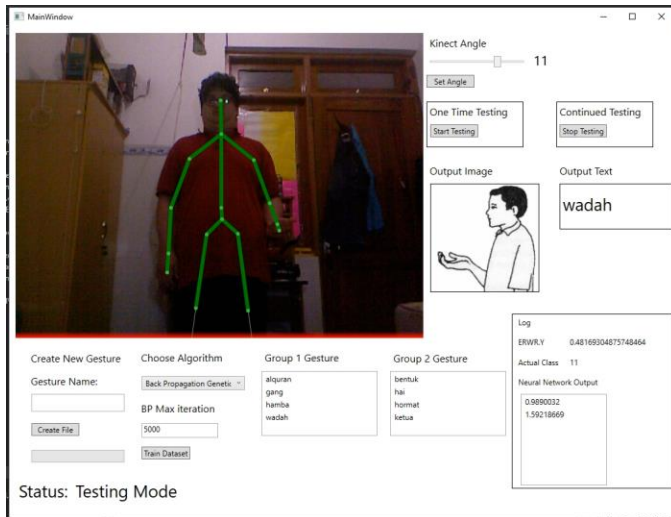 MainWindow
Kinect Angle
11
Set Angle
One Time Testing
Start Testing
Continued Testing
Stop Testing
Output Image
Output Text
wadah
Log
ERWR.Y 0.48169304875748464
Actual Class 11
Neural Network Output
0.9890032
1.59218669
Create New Gesture
Gesture Name:
Create File
Choose Algorithm
Back Propagation Genetic
BP Max iteration
5000
Train Dataset
Group 1 Gesture
alquran
gang
hamba
wadah
Group 2 Gesture
bentuk
hai
hormat
ketua
Status: Testing Mode